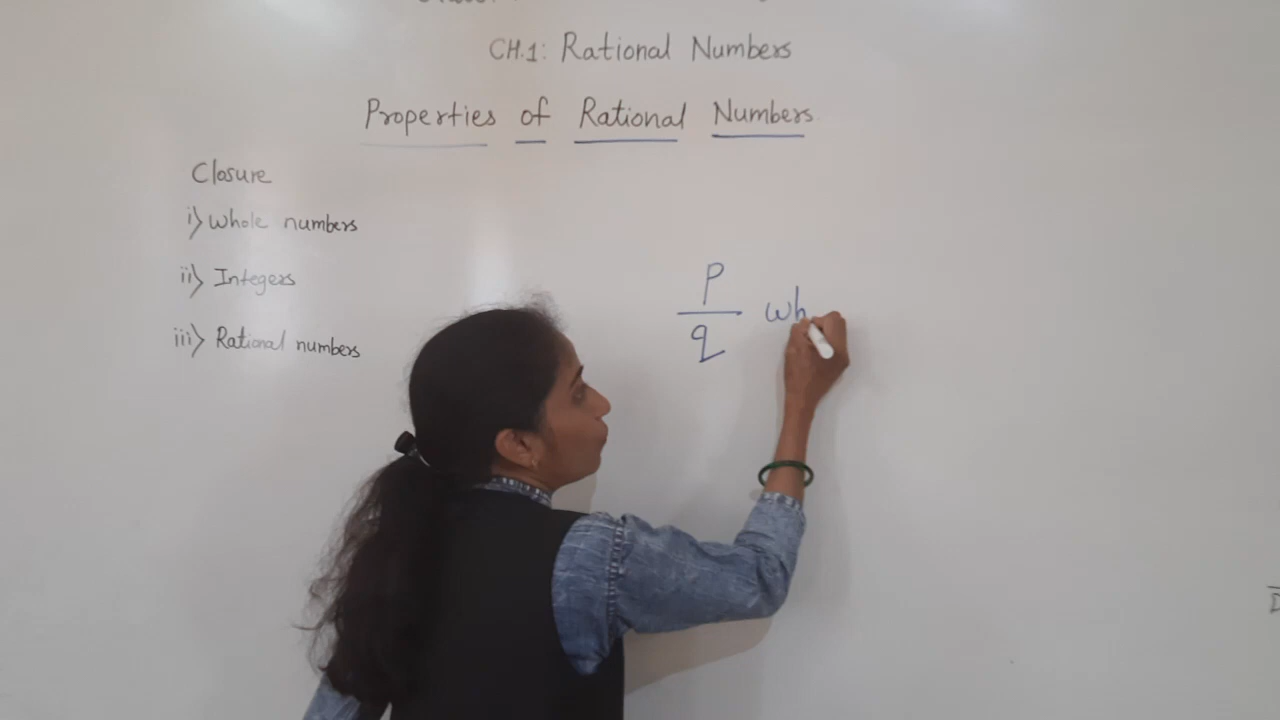 CH.1: Rational Numbers
Properties of Rational Numbers
Closure
i) Whole numbers
ii) Integers
iii) Rational numbers
P
q
wh